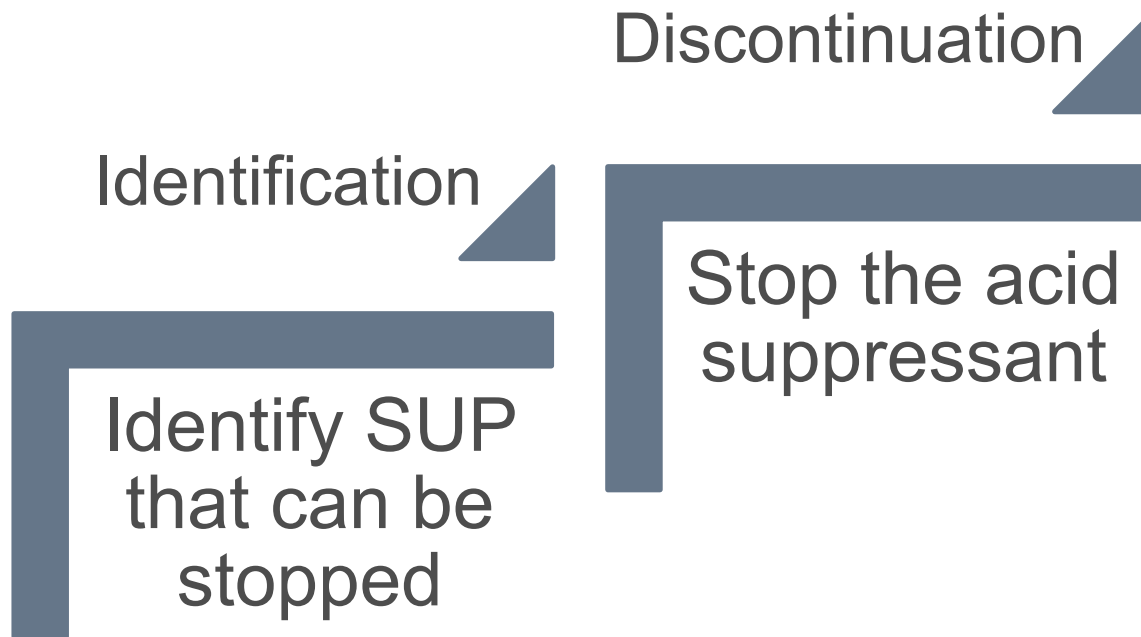 Identification
Identify SUP
that can be
stopped
Discontinuation
Stop the acid
suppressant